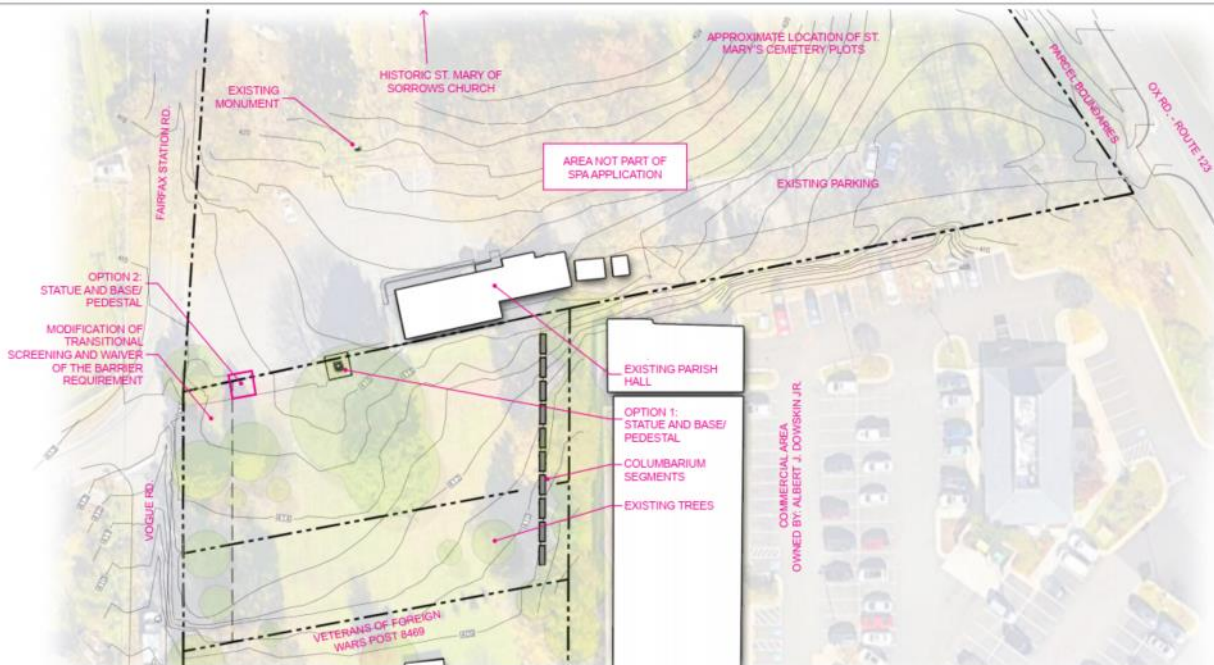 APPROXIMATE LOCATION OF ST.
MARY'S CEMETERY PLOTS
HISTORIC ST. MARY OF
SORROWS CHURCH
EXISTING
MONUMENT
PARCEL BOUNDARIES
OX RD. - ROUTE 123
FAIRFAX STATION RD.
AREA NOT PART OF
SPA APPLICATION
EXISTING PARKING
OPTION 2:
STATUE AND BASE/
PEDESTAL
MODIFICATION OF
TRANSITIONAL
SCREENING AND WAIVER
OF THE BARRIER
REQUIREMENT
EXISTING PARISH
HALL
OPTION 1:
STATUE AND BASE/
PEDESTAL
COLUMBARIUM
SEGMENTS
EXISTING TREES
COMMERCIAL AREA
OWNED BY: ALBERT J. DOWSKIN JR.
VOGUE RD
VETERANS OF FOREIGN
WARS POST 8469